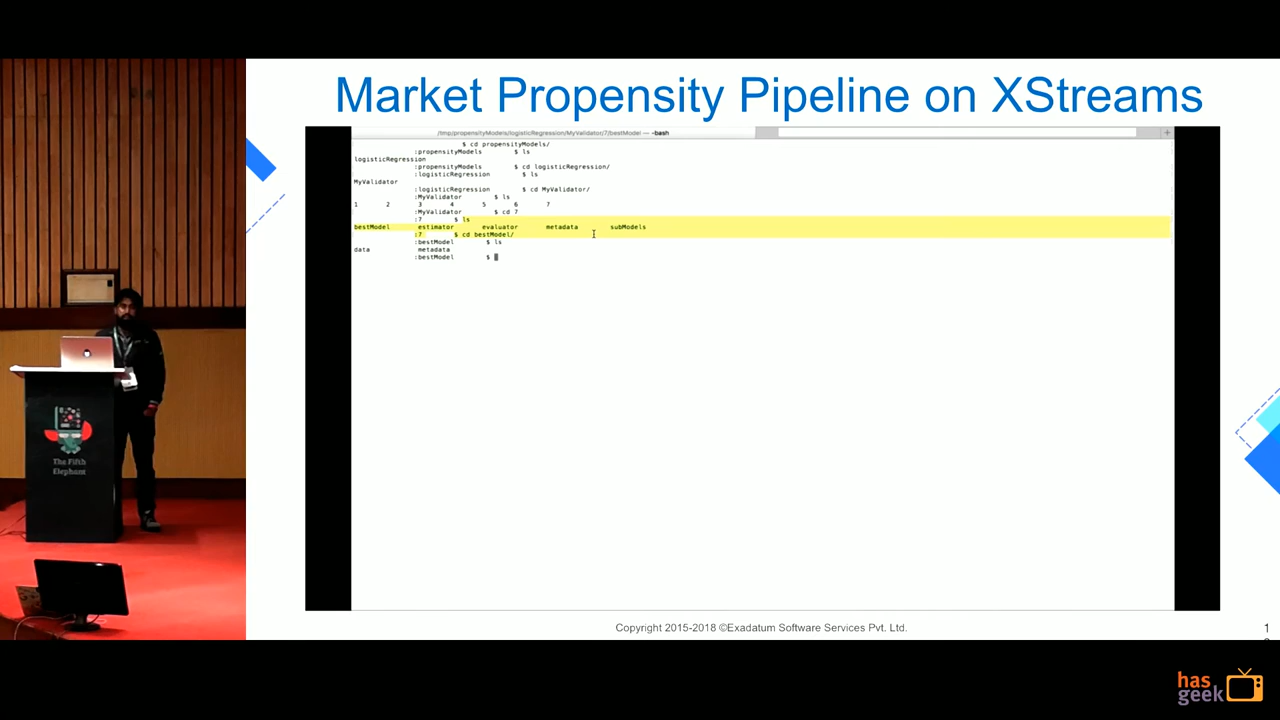 Market Propensity Pipeline on XStreams
/tmp/propensityModels/logisticRegression/MyValidator/7/bestModel — -bash
$ cd propensityModels/
:propensityModels $ ls
logisticRegression
:propensityModels $ cd logisticRegression/
:logisticRegression $ ls
MyValidator
:logisticRegression $ cd MyValidator/
:MyValidator $ ls
1 2 3 4 5 6 7
:MyValidator $ cd 7
:7 $ ls
bestModel estimator evaluator metadata subModels
:7 $ cd bestModel/
:bestModel $ ls
data metadata
:bestModel $
The Fifth
Elephant
Copyright 2015-2018 ©Exadatum Software Services Pvt. Ltd.
has
geek